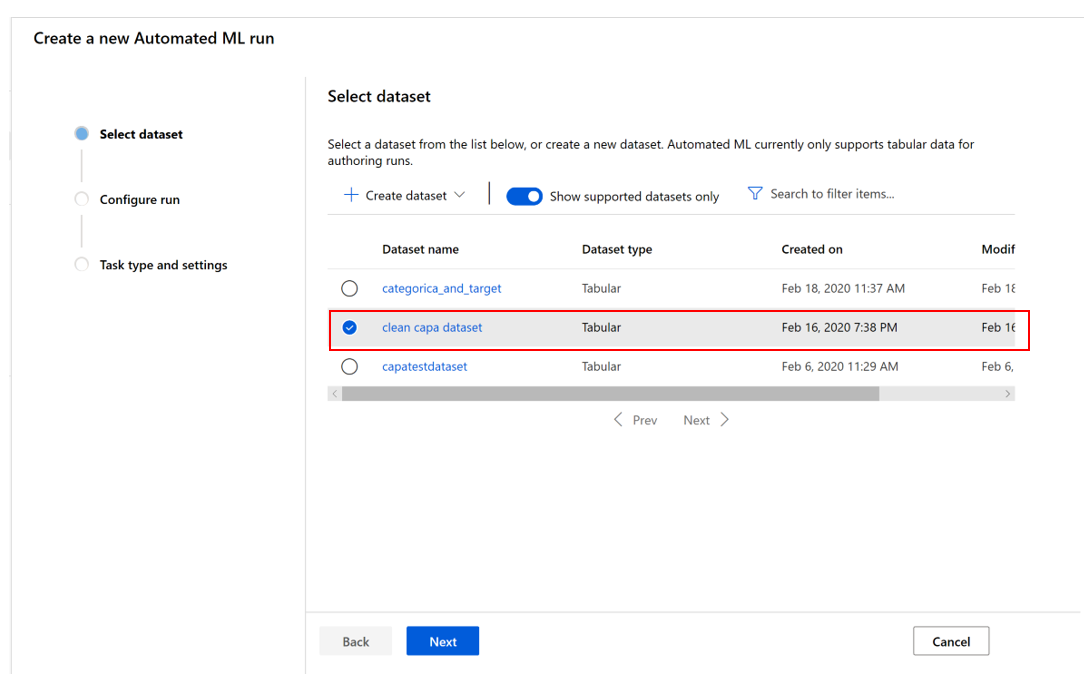 Create a new Automated ML run
Select dataset
Configure run
Task type and settings
Select dataset
Select a dataset from the list below, or create a new dataset. Automated ML currently only supports tabular data for
authoring runs.
Create dataset Show supported datasets only Search to filter items...
Dataset name Dataset type Created on Modif
categorica_and_target Tabular Feb 18, 2020 11:37 AM Feb 18
clean capa dataset Tabular Feb 16, 2020 7:38 PM Feb 16
capatestdataset Tabular Feb 6, 2020 11:29 AM Feb 6,
Prev Next
Back Next Cancel